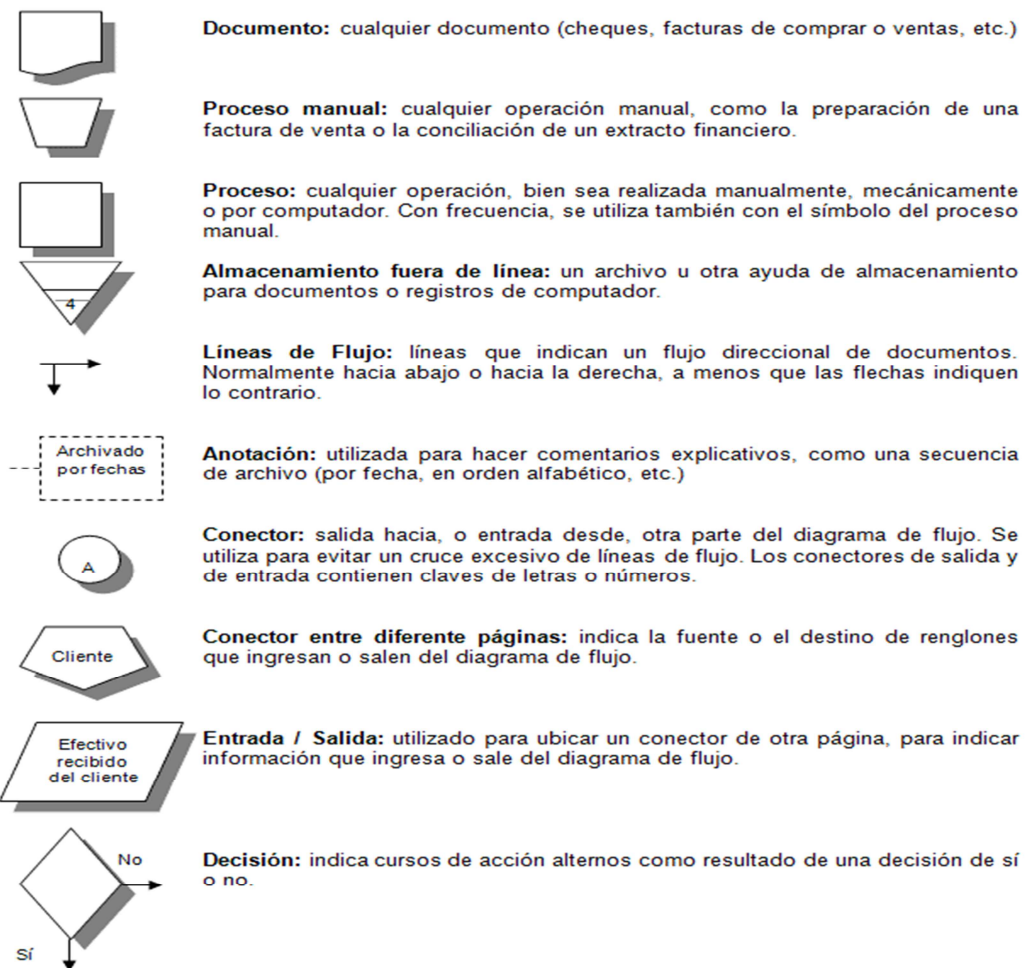 Documento: cualquier documento (cheques, facturas de comprar o ventas, etc.)
Proceso manual: cualquier operación manual, como la preparación de una
factura de venta o la conciliación de un extracto financiero.
Proceso: cualquier operación, bien sea realizada manualmente, mecánicamente
o por computador. Con frecuencia, se utiliza también con el símbolo del proceso
manual.
4
Almacenamiento fuera de línea: un archivo u otra ayuda de almacenamiento
para documentos o registros de computador.
Líneas de Flujo: líneas que indican un flujo direccional de documentos.
Normalmente hacia abajo o hacia la derecha, a menos que las flechas indiquen
lo contrario.
Archivado
por fechas
Anotación: utilizada para hacer comentarios explicativos, como una secuencia
de archivo (por fecha, en orden alfabético, etc.)
A
Conector: salida hacia, o entrada desde, otra parte del diagrama de flujo. Se
utiliza para evitar un cruce excesivo de líneas de flujo. Los conectores de salida y
de entrada contienen claves de letras o números.
Cliente
Conector entre diferente páginas: indica la fuente o el destino de renglones
que ingresan o salen del diagrama de flujo.
Efectivo
recibido
del cliente
Entrada / Salida: utilizado para ubicar un conector de otra página, para indicar
información que ingresa o sale del diagrama de flujo.
No
Sí
Decisión: indica cursos de acción alternos como resultado de una decisión de sí
o no.